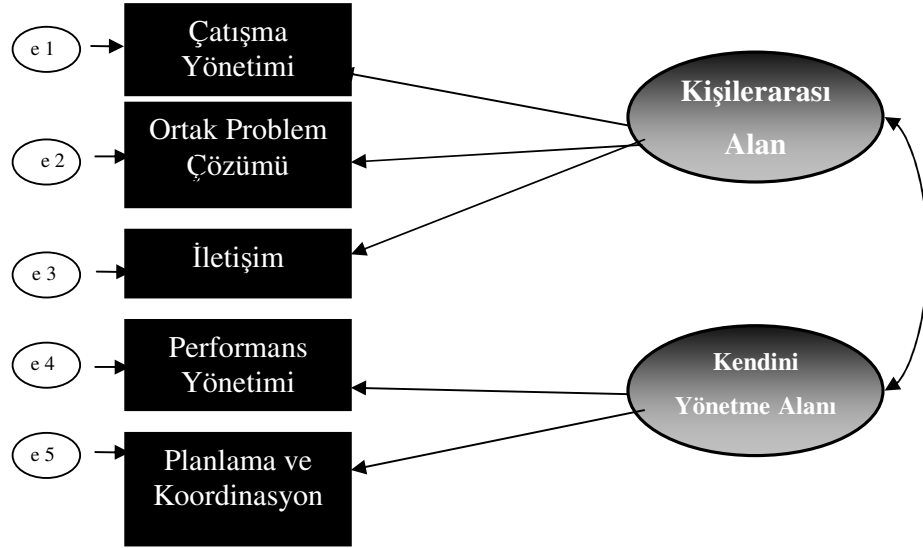 e 1
Çatışma
Yönetimi
Kişilerarası
Alan
e 2
Ortak Problem
Çözümü
e 3
İletişim
e 4
Performans
Yönetimi
Kendini
Yönetme Alanı
e 5
Planlama ve
Koordinasyon